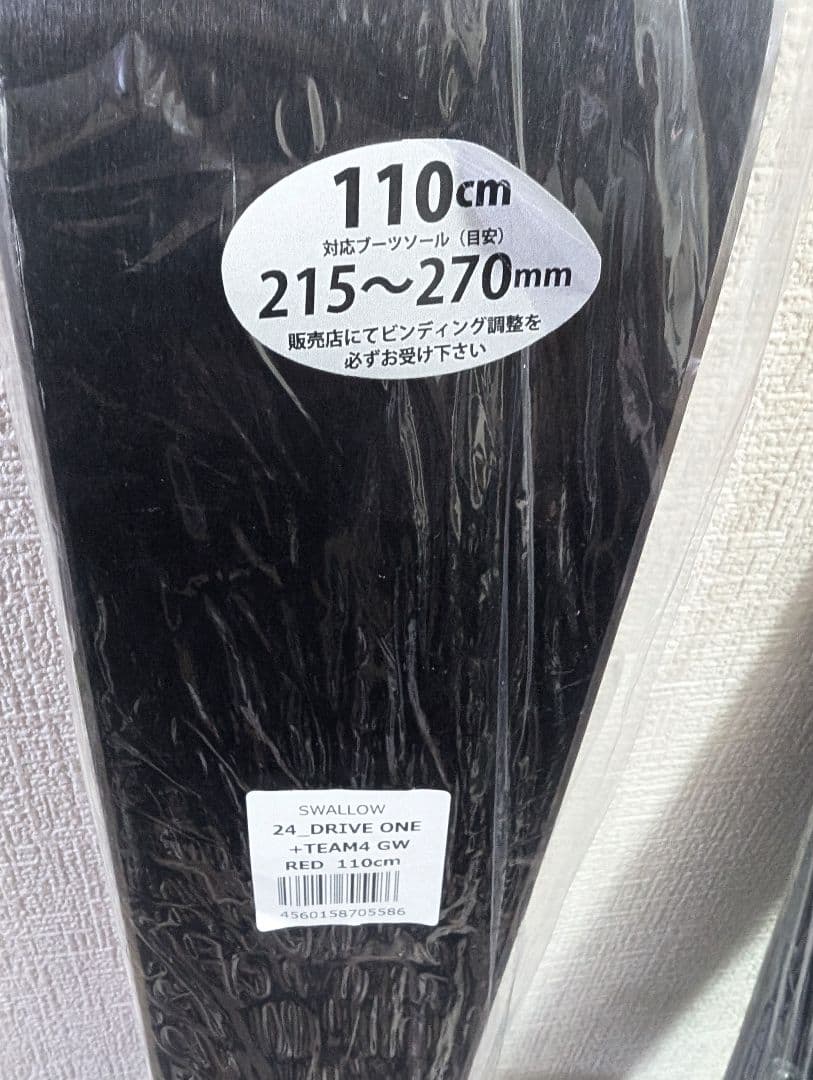 110cm
対応ブーツソール（目安）
215～270mm
販売店にてビンディング調整を
必ずお受け下さい
SWALLOW
24_DRIVE ONE
+TEAM4 GW
RED 110cm
4560158705586